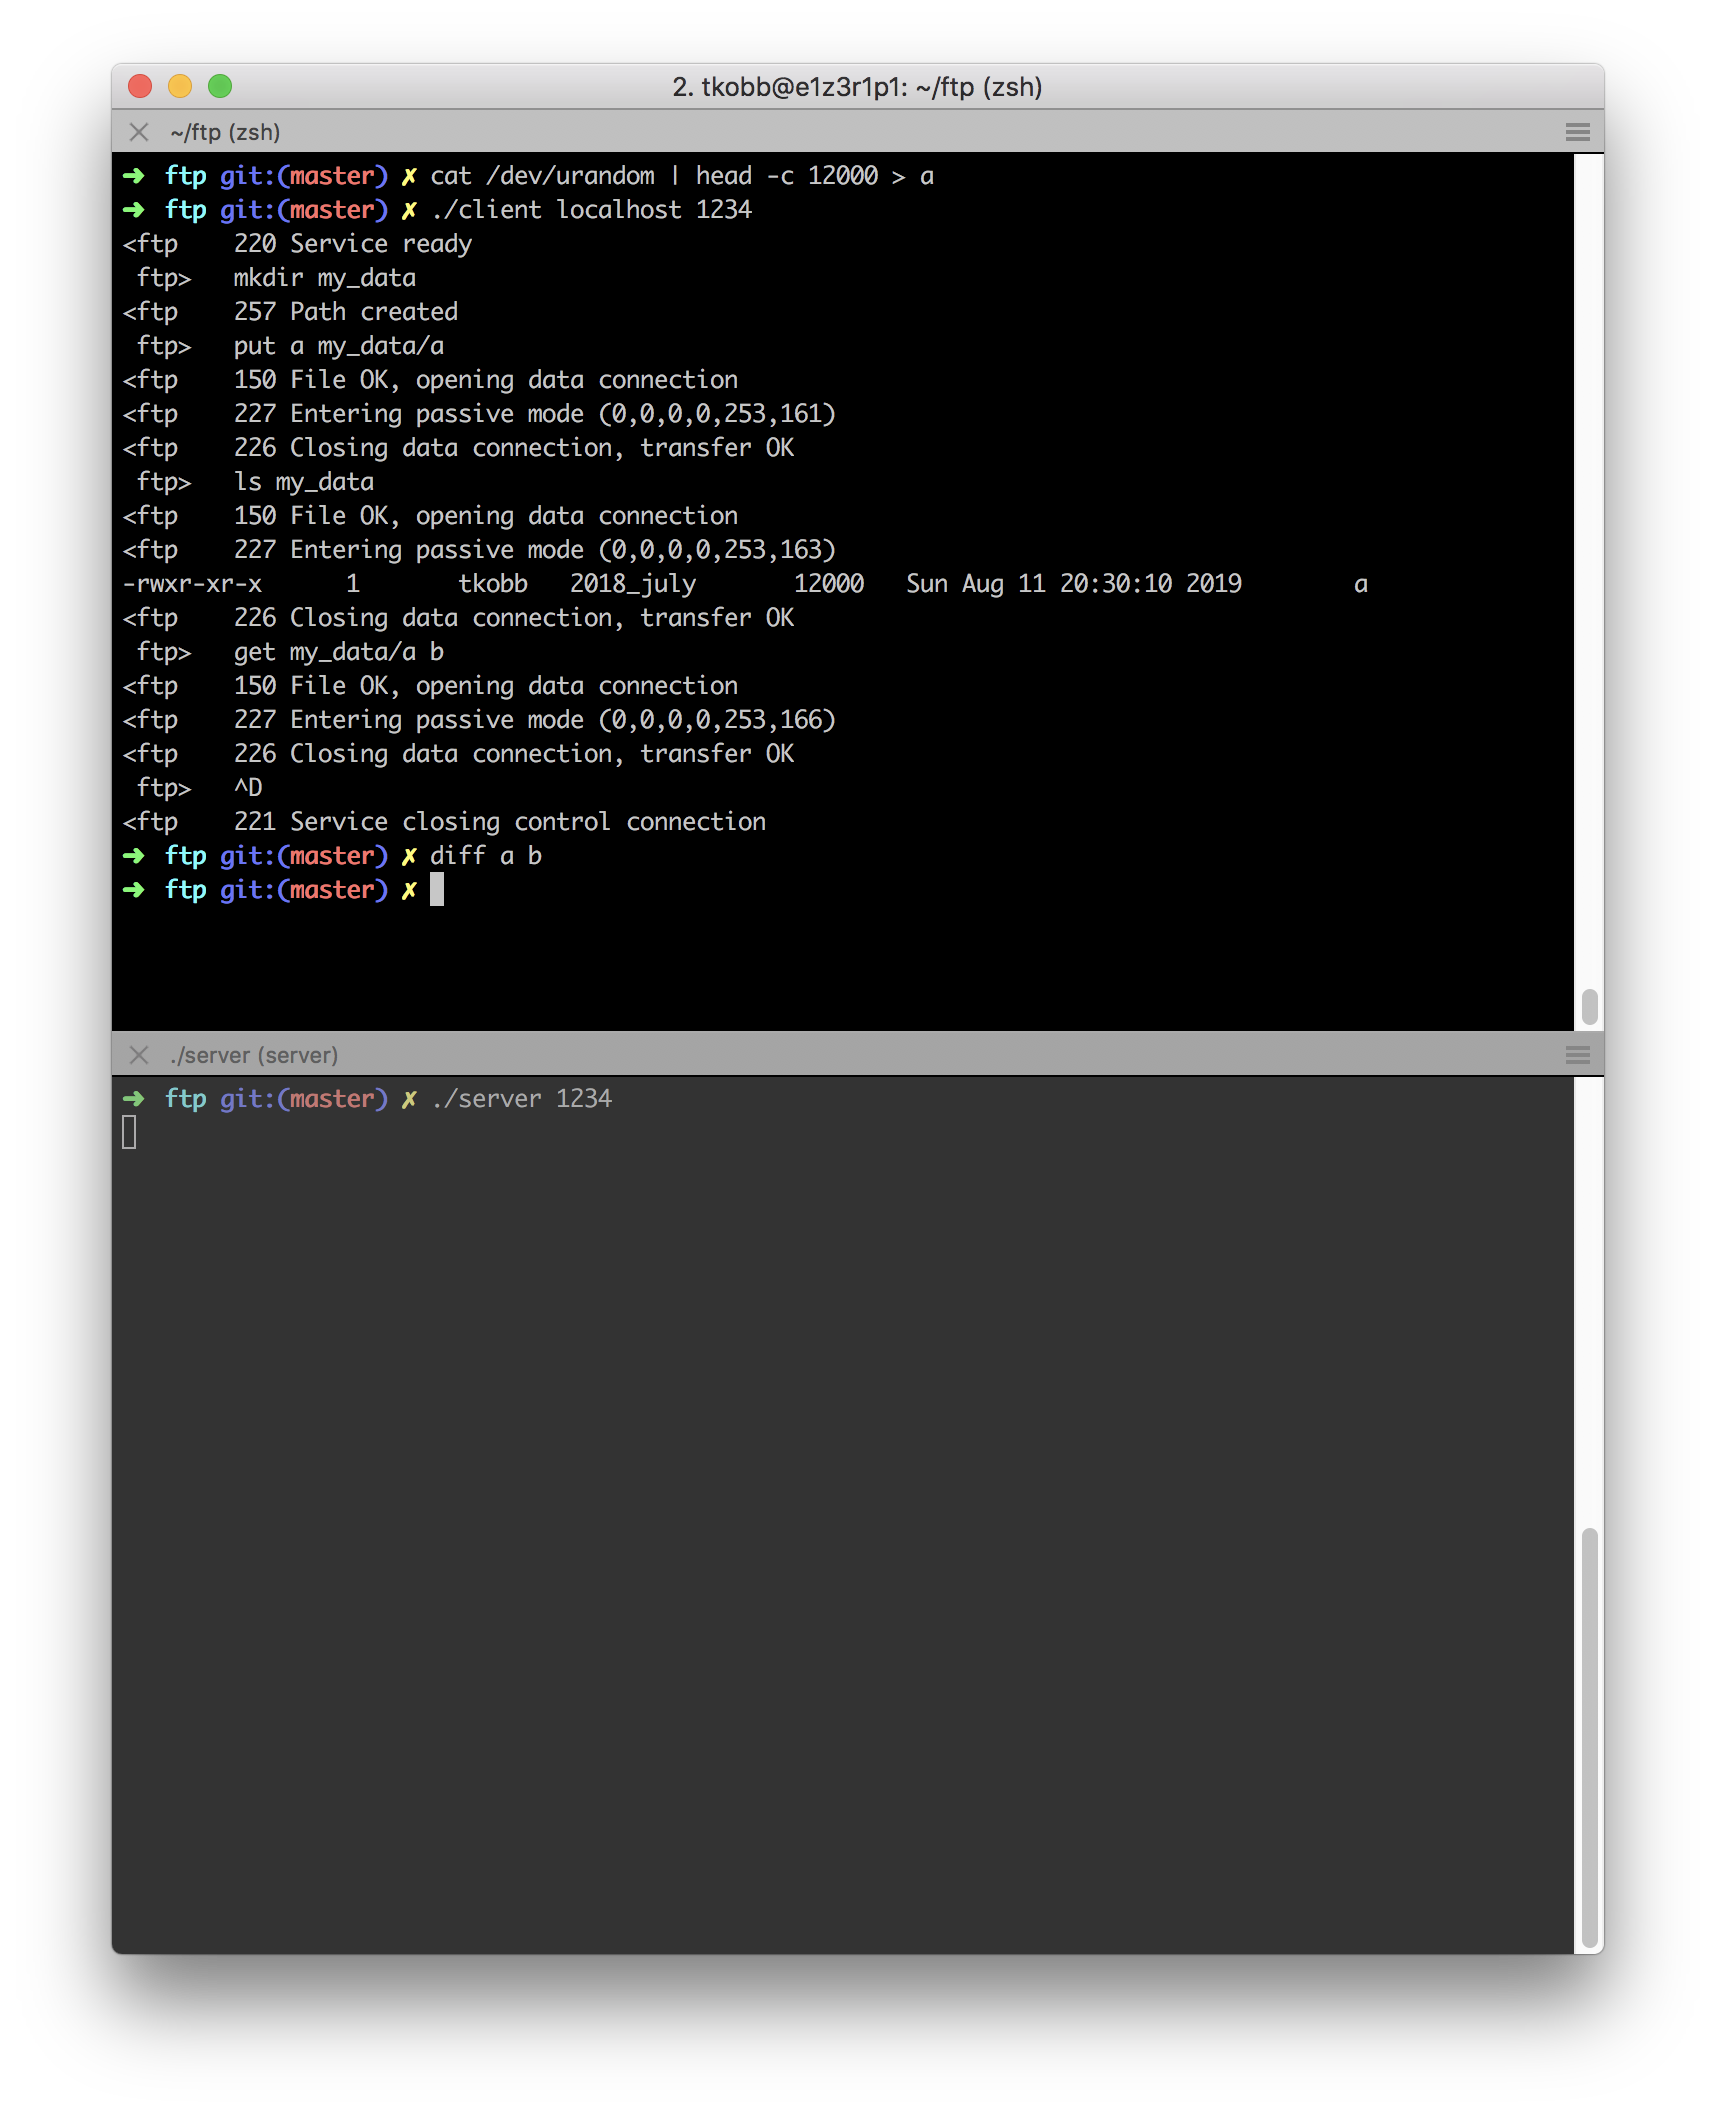 2. tkobb@e1z3r1p1: ~/ftp (zsh)
~/ftp (zsh)
➜  ftp git:(master) ✗ cat /dev/urandom | head -c 12000 > a
➜  ftp git:(master) ✗ ./client localhost 1234
<ftp    220 Service ready
 ftp>   mkdir my_data
<ftp    257 Path created
 ftp>   put a my_data/a
<ftp    150 File OK, opening data connection
<ftp    227 Entering passive mode (0,0,0,0,253,161)
<ftp    226 Closing data connection, transfer OK
 ftp>   ls my_data
<ftp    150 File OK, opening data connection
<ftp    227 Entering passive mode (0,0,0,0,253,163)
-rwxr-xr-x      1       tkobb   2018_july       12000   Sun Aug 11 20:30:10 2019        a
<ftp    226 Closing data connection, transfer OK
 ftp>   get my_data/a b
<ftp    150 File OK, opening data connection
<ftp    227 Entering passive mode (0,0,0,0,253,166)
<ftp    226 Closing data connection, transfer OK
 ftp>   ^D
<ftp    221 Service closing control connection
➜  ftp git:(master) ✗ diff a b
➜  ftp git:(master) ✗
./server (server)
➜  ftp git:(master) ✗ ./server 1234